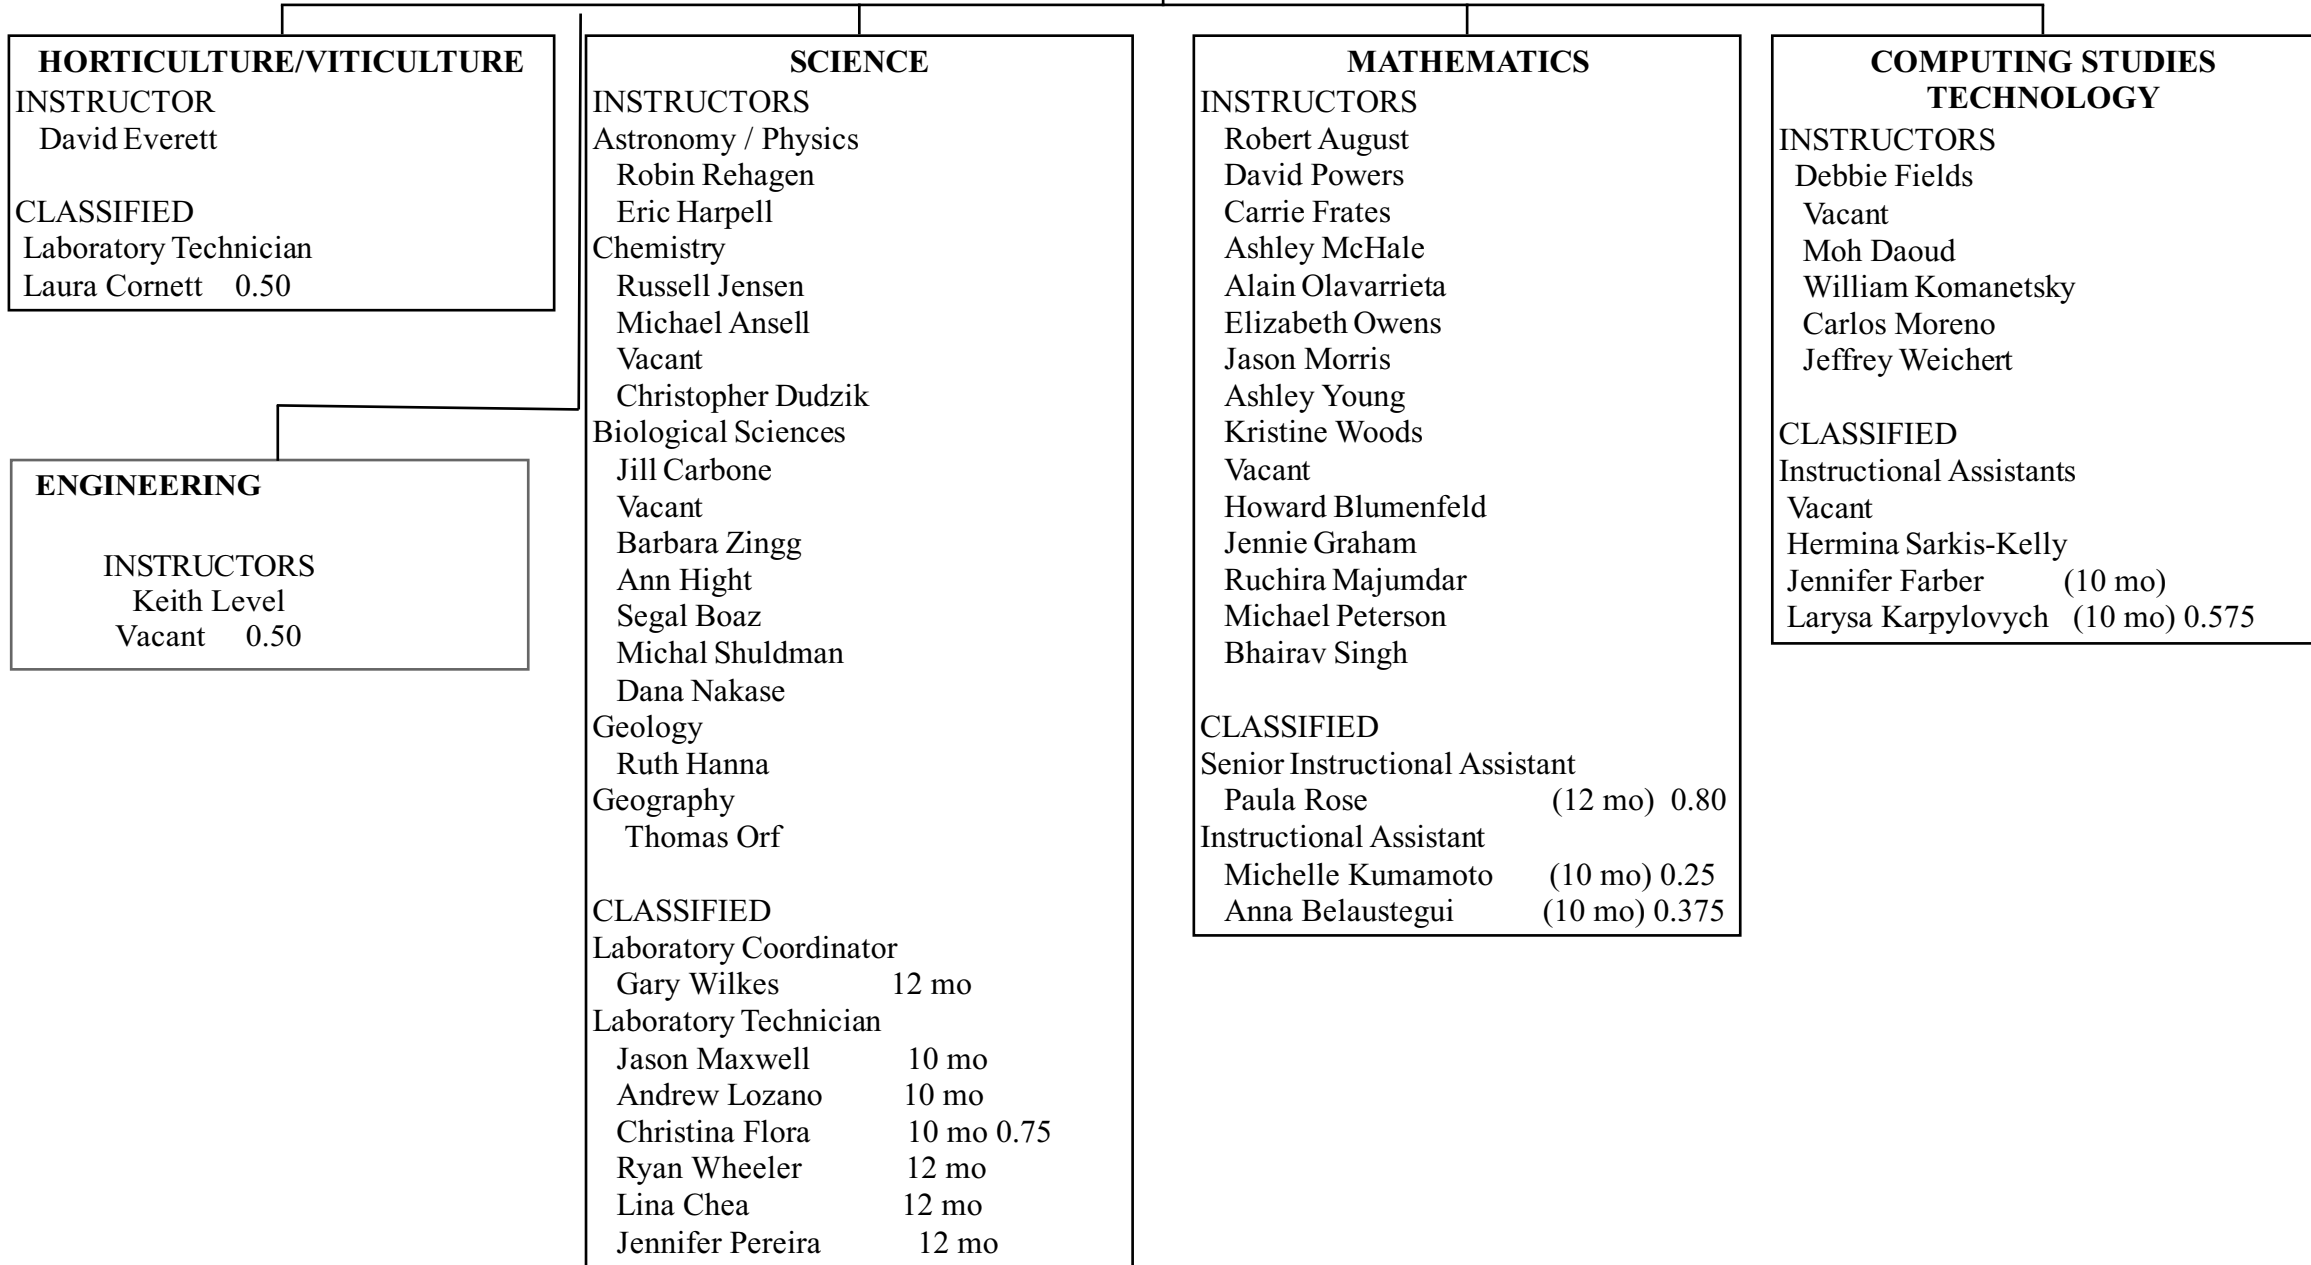 HORTICULTURE/VITICULTURE
INSTRUCTOR
David Everett
CLASSIFIED
Laboratory Technician
Laura Cornett 0.50
ENGINEERING
INSTRUCTORS
Keith Level
Vacant 0.50
SCIENCE
INSTRUCTORS
Astronomy / Physics
Robin Rehagen
Eric Harpell
Chemistry
Russell Jensen
Michael Ansell
Vacant
Christopher Dudzik
Biological Sciences
Jill Carbone
Vacant
Barbara Zingg
Ann Hight
Segal Boaz
Michal Shuldman
Dana Nakase
Geology
Ruth Hanna
Geography
Thomas Orf
CLASSIFIED
Laboratory Coordinator
Gary Wilkes 12 mo
Laboratory Technician
Jason Maxwell 10 mo
Andrew Lozano 10 mo
Christina Flora 10 mo 0.75
Ryan Wheeler 12 mo
Lina Chea 12 mo
Jennifer Pereira 12 mo
MATHEMATICS
INSTRUCTORS
Robert August
David Powers
Carrie Frates
Ashley McHale
Alain Olavarrieta
Elizabeth Owens
Jason Morris
Ashley Young
Kristine Woods
Vacant
Howard Blumenfeld
Jennie Graham
Ruchira Majumdar
Michael Peterson
Bhairav Singh
CLASSIFIED
Senior Instructional Assistant
Paula Rose (12 mo) 0.80
Instructional Assistant
Michelle Kumamoto (10 mo) 0.25
Anna Belaustegui (10 mo) 0.375
COMPUTING STUDIES
TECHNOLOGY
INSTRUCTORS
Debbie Fields
Vacant
Moh Daoud
William Komanetsky
Carlos Moreno
Jeffrey Weichert
CLASSIFIED
Instructional Assistants
Vacant
Hermina Sarkis-Kelly
Jennifer Farber (10 mo)
Larysa Karpylovych (10 mo) 0.575